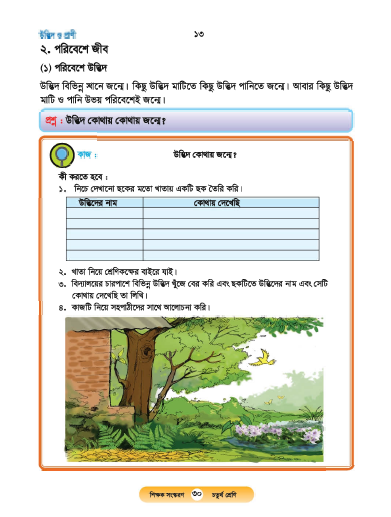 উদ্ভিদ ও প্রাণী
১৩
২. পরিবেশে জীব
(১) পরিবেশে উদ্ভিদ
উদ্ভিদ বিভিন্ন স্থানে জন্মে। কিছু উদ্ভিদ মাটিতে কিছু উদ্ভিদ পানিতে জন্মে। আবার কিছু উদ্ভিদ
মাটি ও পানি উভয় পরিবেশেই জন্মে।
প্রশ্ন : উদ্ভিদ কোথায় কোথায় জন্মে?
কাজ :
উদ্ভিদ কোথায় জন্মে?
কী করতে হবে :
১. নিচে দেখানো ছকের মতো খাতায় একটি ছক তৈরি করি।
উদ্ভিদের নাম
কোথায় দেখেছি
২. খাতা নিয়ে শ্রেণিকক্ষের বাইরে যাই।
৩. বিদ্যালয়ের চারপাশে বিভিন্ন উদ্ভিদ খুঁজে বের করি এবং ছকটিতে উদ্ভিদের নাম এবং সেটি
কোথায় দেখেছি তা লিখি।
৪. কাজটি নিয়ে সহপাঠীদের সাথে আলোচনা করি।
শিক্ষক সংস্করণ ৩০ চতুর্থ শ্রেণি